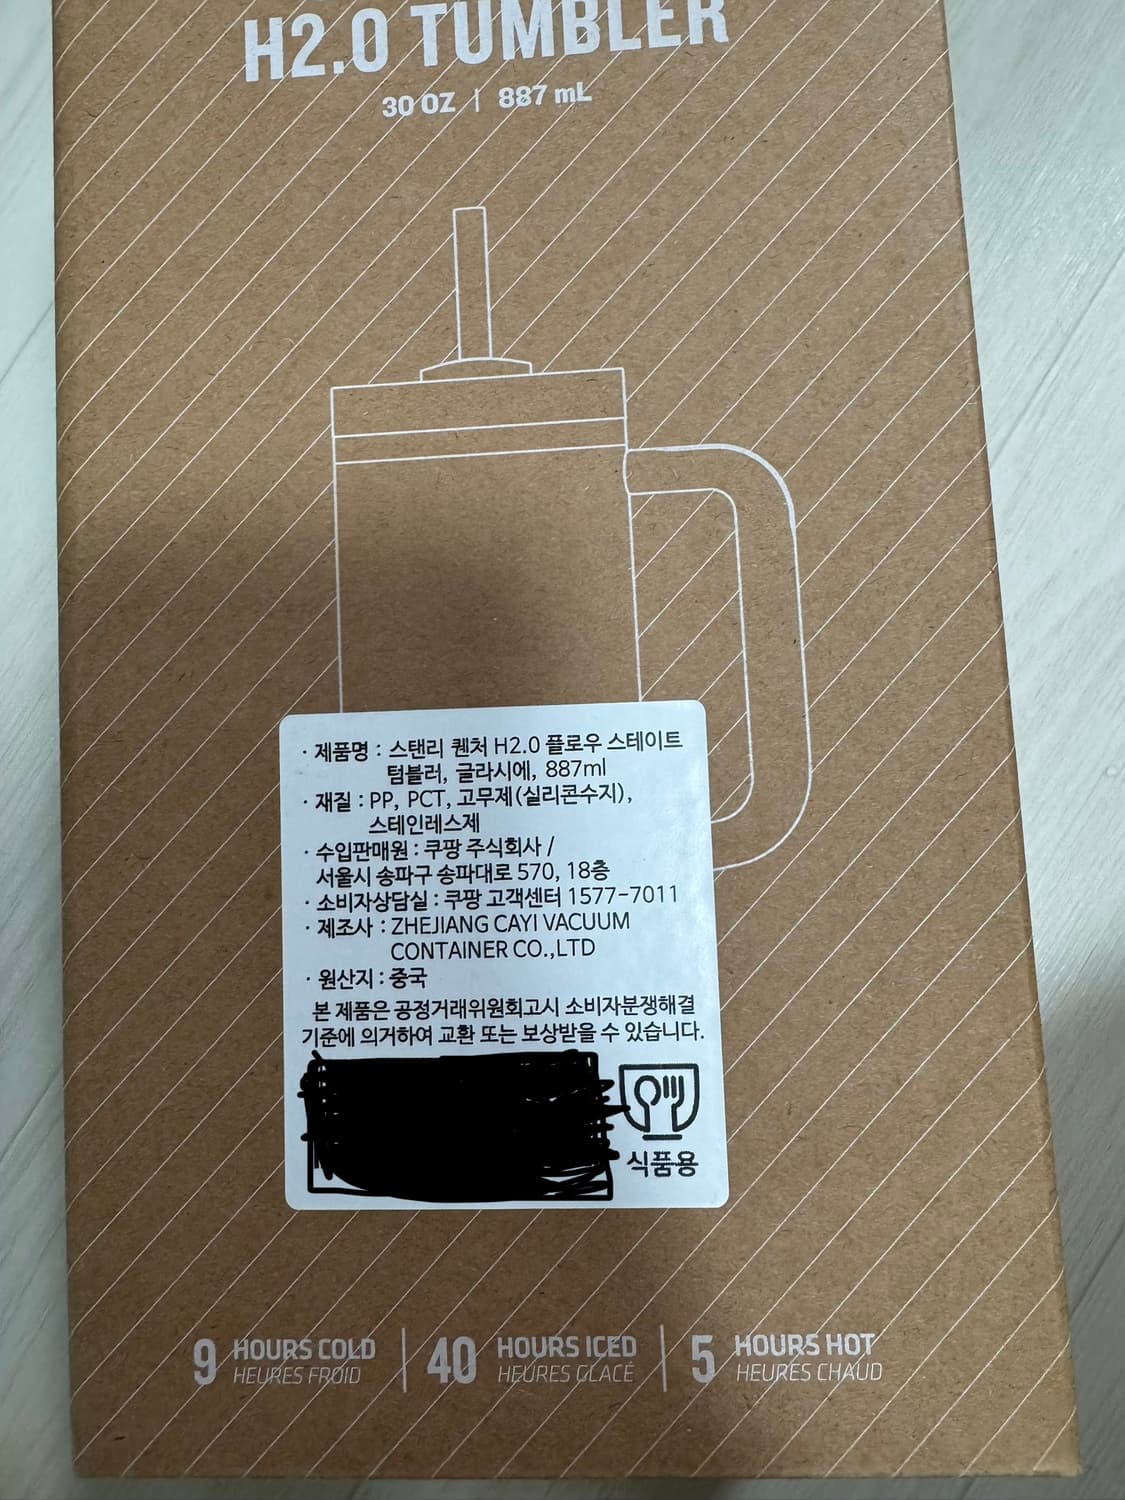 H2.0 TUMBLER
30 OZ | 887 mL
· 제품명 : 스탠리 퀜처 H2.0 플로우 스테이트
텀블러, 글라시에, 887ml
· 재질 : PP, PCT, 고무제(실리콘수지),
스테인레스제
· 수입판매원 : 쿠팡 주식회사 /
서울시 송파구 송파대로 570, 18층
· 소비자상담실 : 쿠팡 고객센터 1577-7011
· 제조사 : ZHEJIANG CAYI VACUUM
CONTAINER CO.,LTD
· 원산지 : 중국
본 제품은 공정거래위원회고시 소비자분쟁해결
기준에 의거하여 교환 또는 보상받을 수 있습니다.
식품용
9 HOURS COLD | 40 HOURS ICED | 5 HOURS HOT
HEURES FROID HEURES GLACÉ HEURES CHAUD